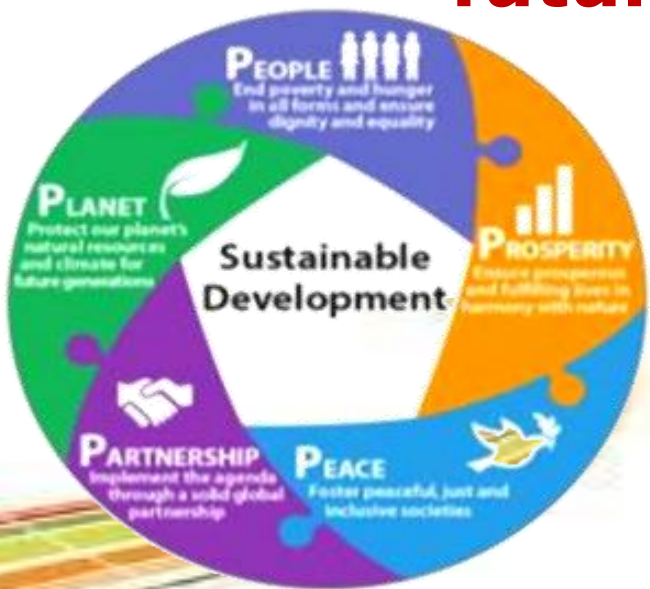 PEOPLE
End poverty and hunger
in all forms and ensure
dignity and equality
PLANET
Protect our planet's
natural resources
and climate for
future generations
Sustainable
Development
PROSPERITY
Ensure prosperous
and fulfilling lives in
harmony with nature
PARTNERSHIP
Implement the agenda
through a solid global
partnership
PEACE
Foster peaceful, just and
inclusive societies